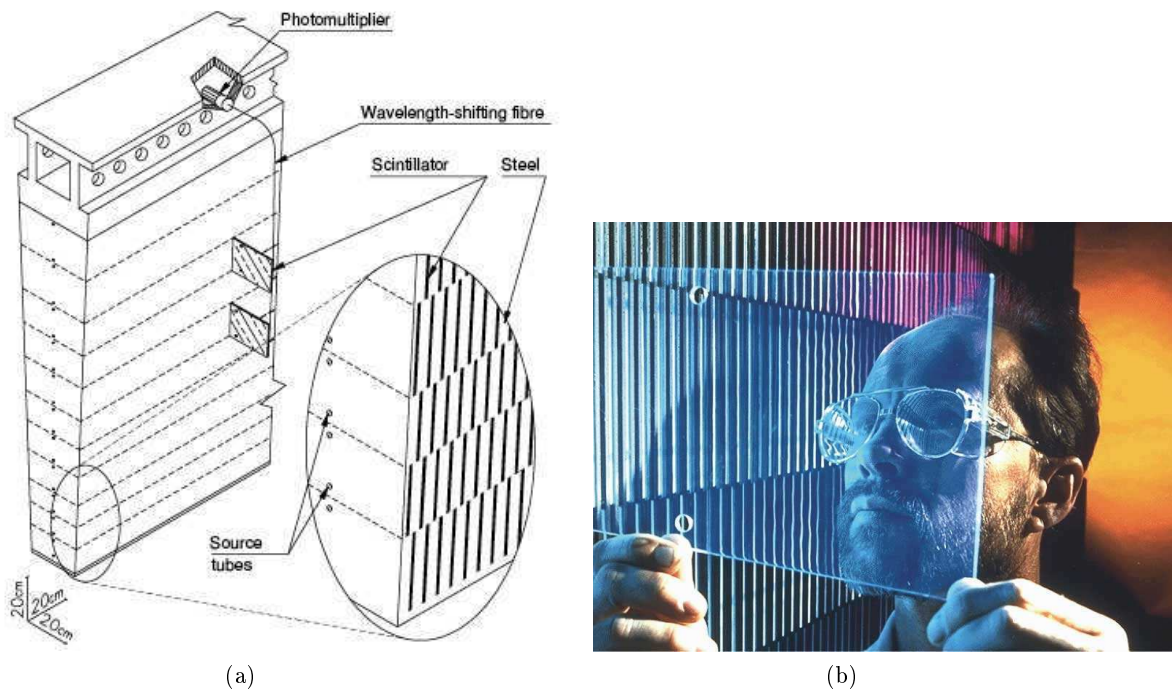 Photomultiplier
Wavelength-shifting fibre
Scintillator Steel
Source
tubes
20cm
20cm
20cm
(a) (b)